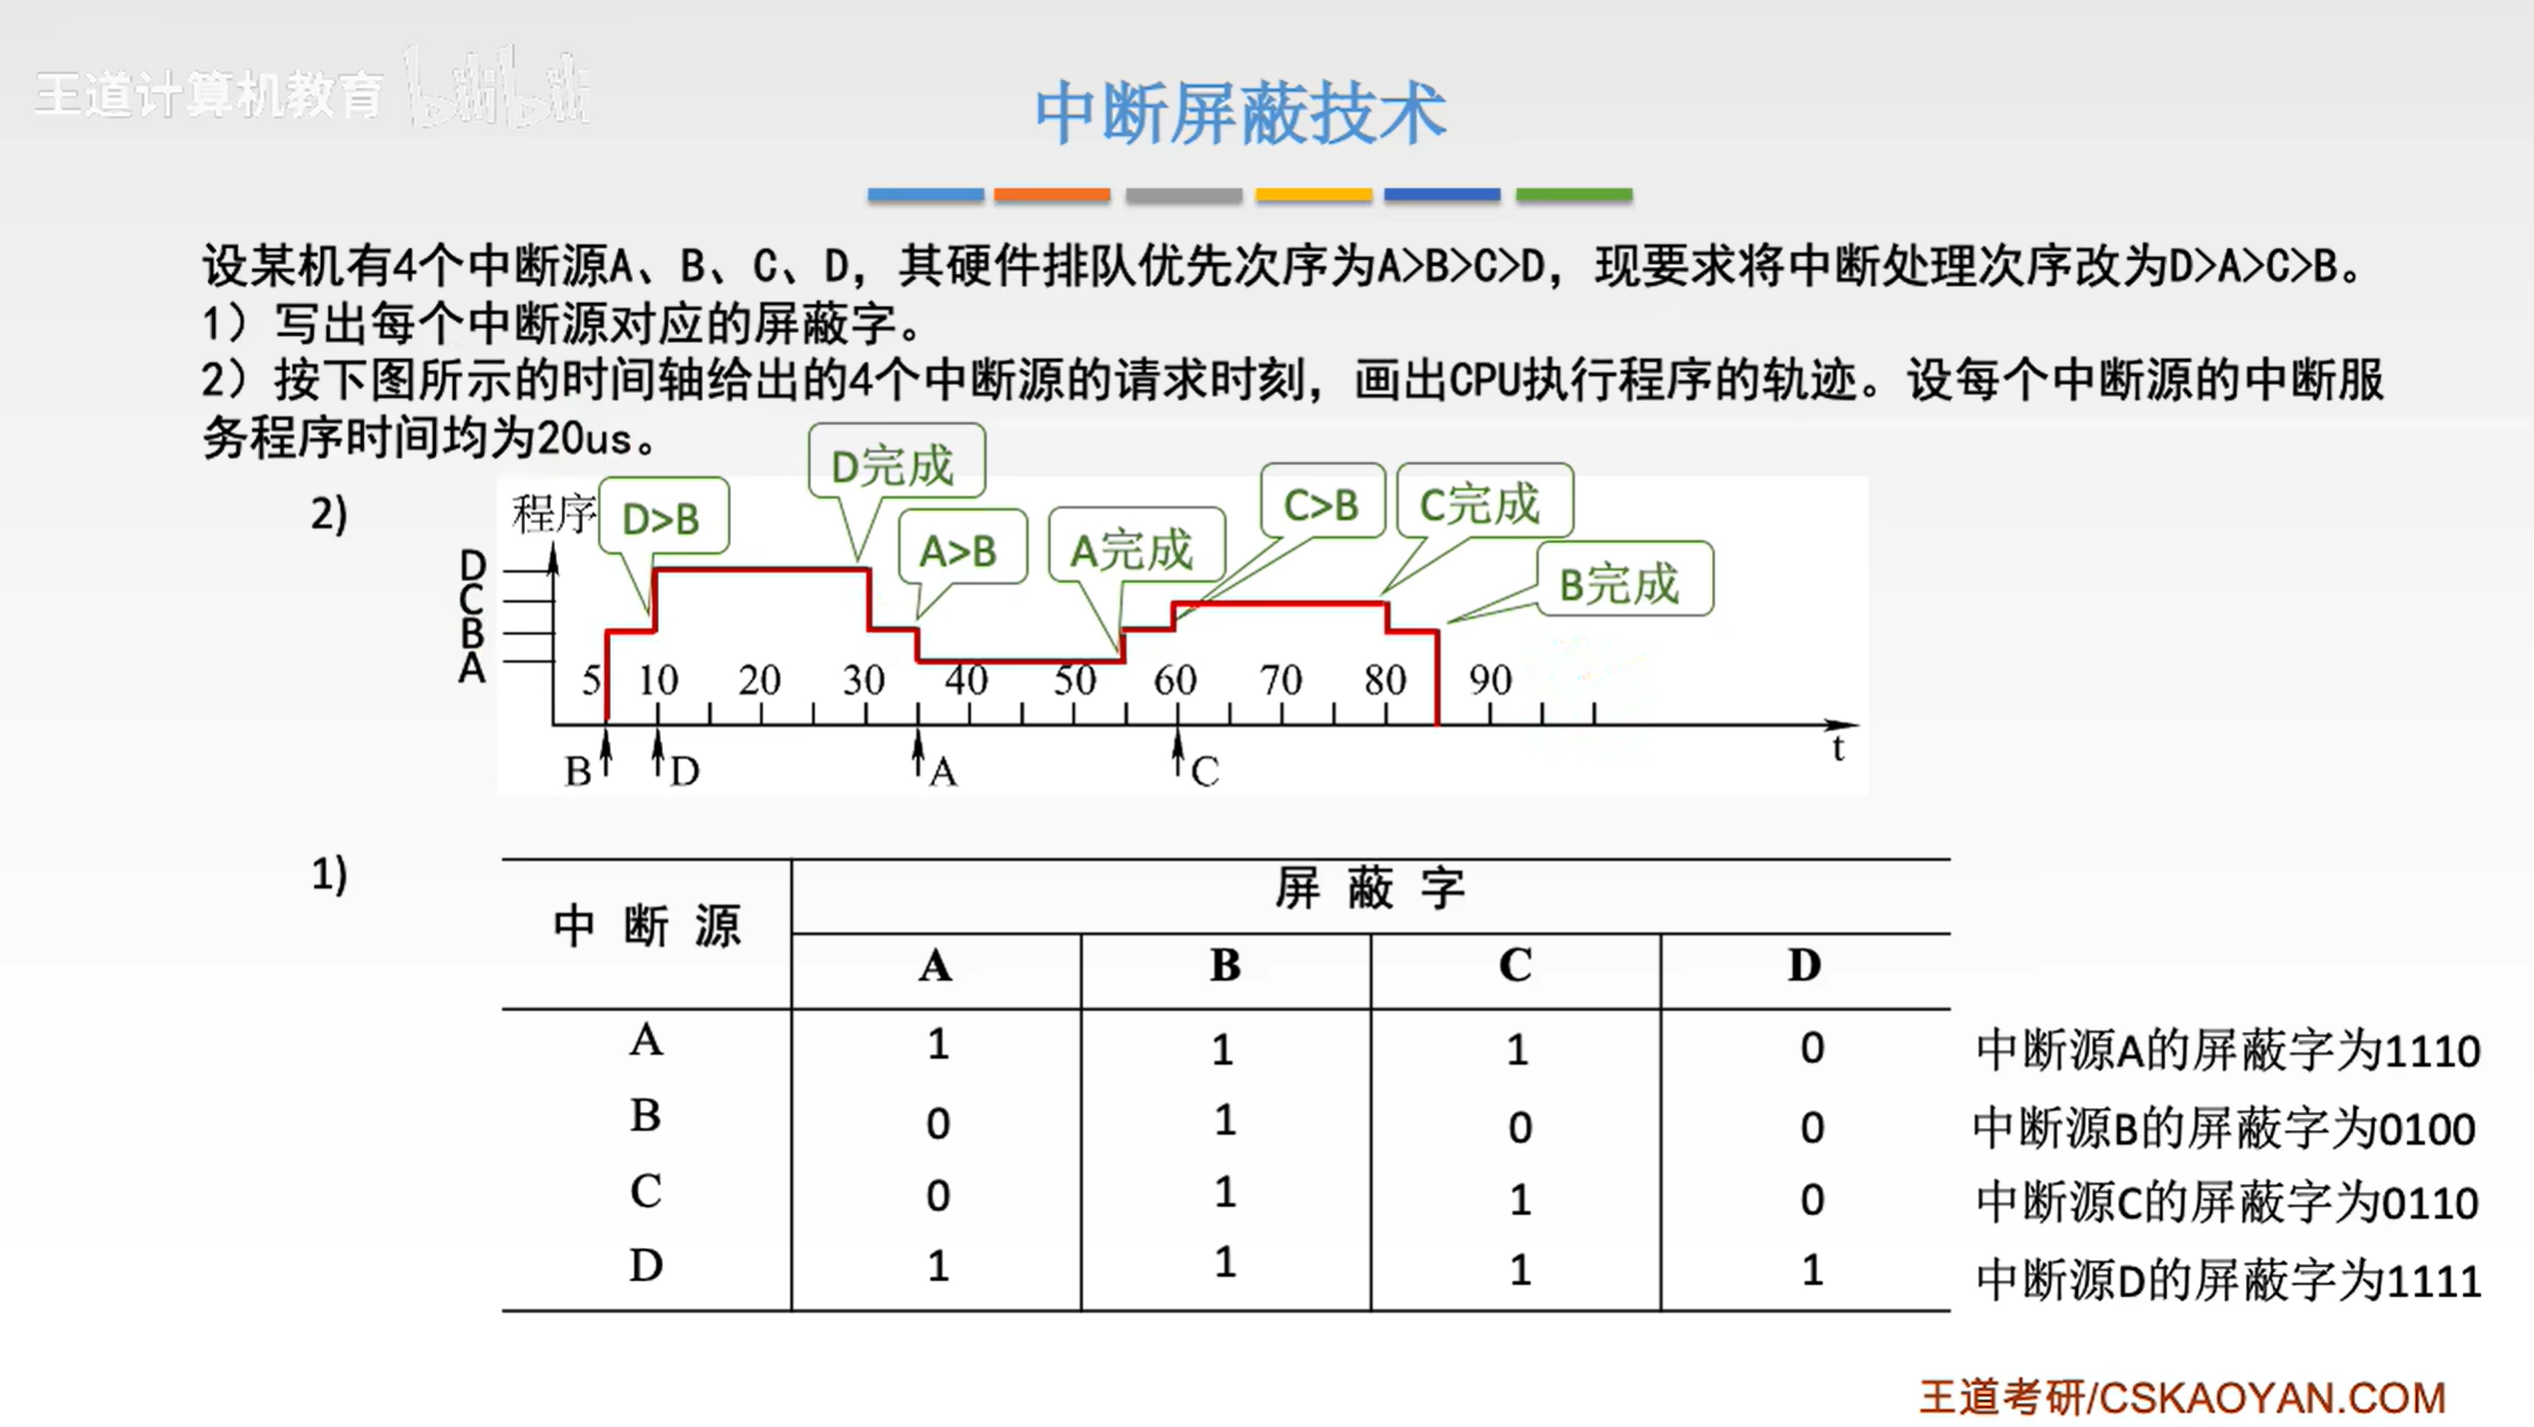 王道计算机教育 bilibili
中断屏蔽技术
设某机有4个中断源A、B、C、D，其硬件排队优先次序为A>B>C>D，现要求将中断处理次序改为D>A>C>B。
1）写出每个中断源对应的屏蔽字。
2）按下图所示的时间轴给出的4个中断源的请求时刻，画出CPU执行程序的轨迹。设每个中断源的中断服
务程序时间均为20us。
2)
程序
D>B
D完成
A>B
A完成
C>B
C完成
B完成
D
C
B
A
5 10 20 30 40 50 60 70 80 90
t
B D A C
1)
中 断 源
屏 蔽 字
A B C D
A 1 1 1 0 中断源A的屏蔽字为1110
B 0 1 0 0 中断源B的屏蔽字为0100
C 0 1 1 0 中断源C的屏蔽字为0110
D 1 1 1 1 中断源D的屏蔽字为1111
王道考研/CSKAOYAN.COM